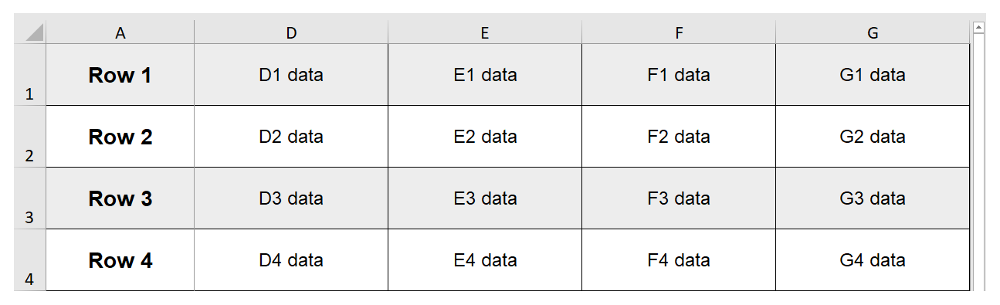 A D E F G
1 Row 1 D1 data E1 data F1 data G1 data
2 Row 2 D2 data E2 data F2 data G2 data
3 Row 3 D3 data E3 data F3 data G3 data
4 Row 4 D4 data E4 data F4 data G4 data